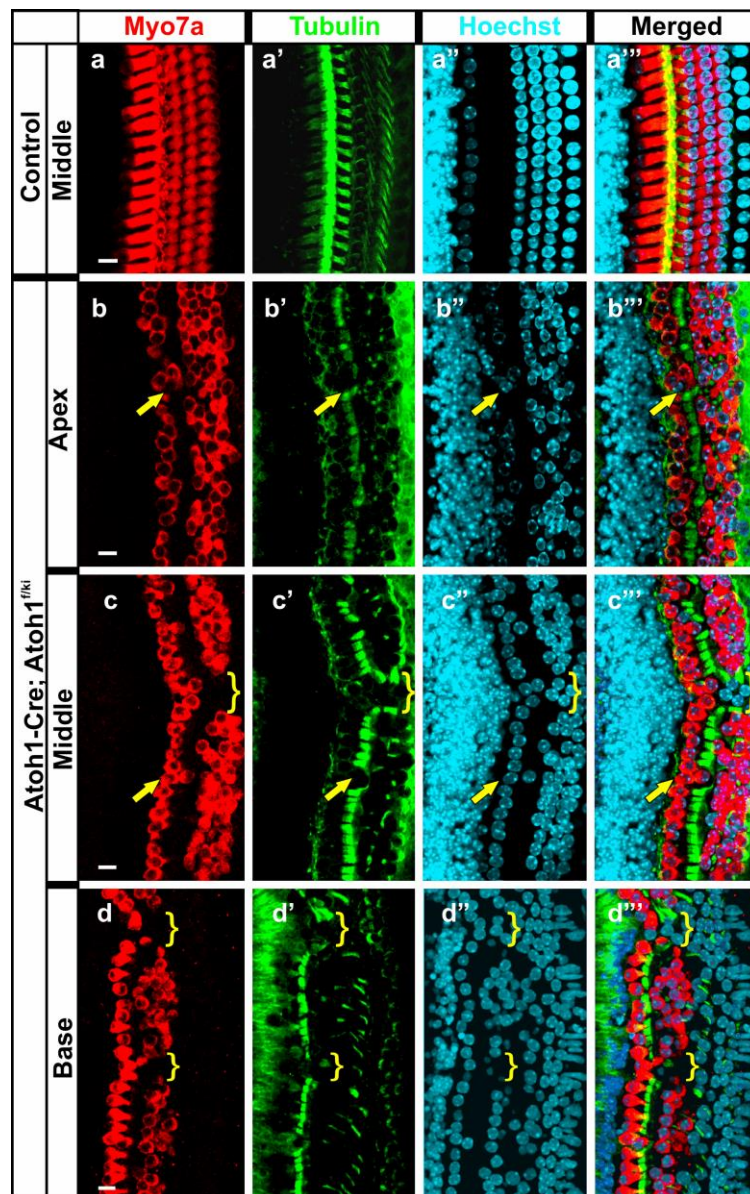 Myo7a Tubulin Hoechst Merged
Control
Middle
a a' a'' a'''
Atoh1-Cre; Atoh1f/ki
Apex
b b' b'' b'''
Middle
c c' c'' c'''
}
}
}
}
Base
d d' d'' d'''
}
}
}
}
}
}
}
}